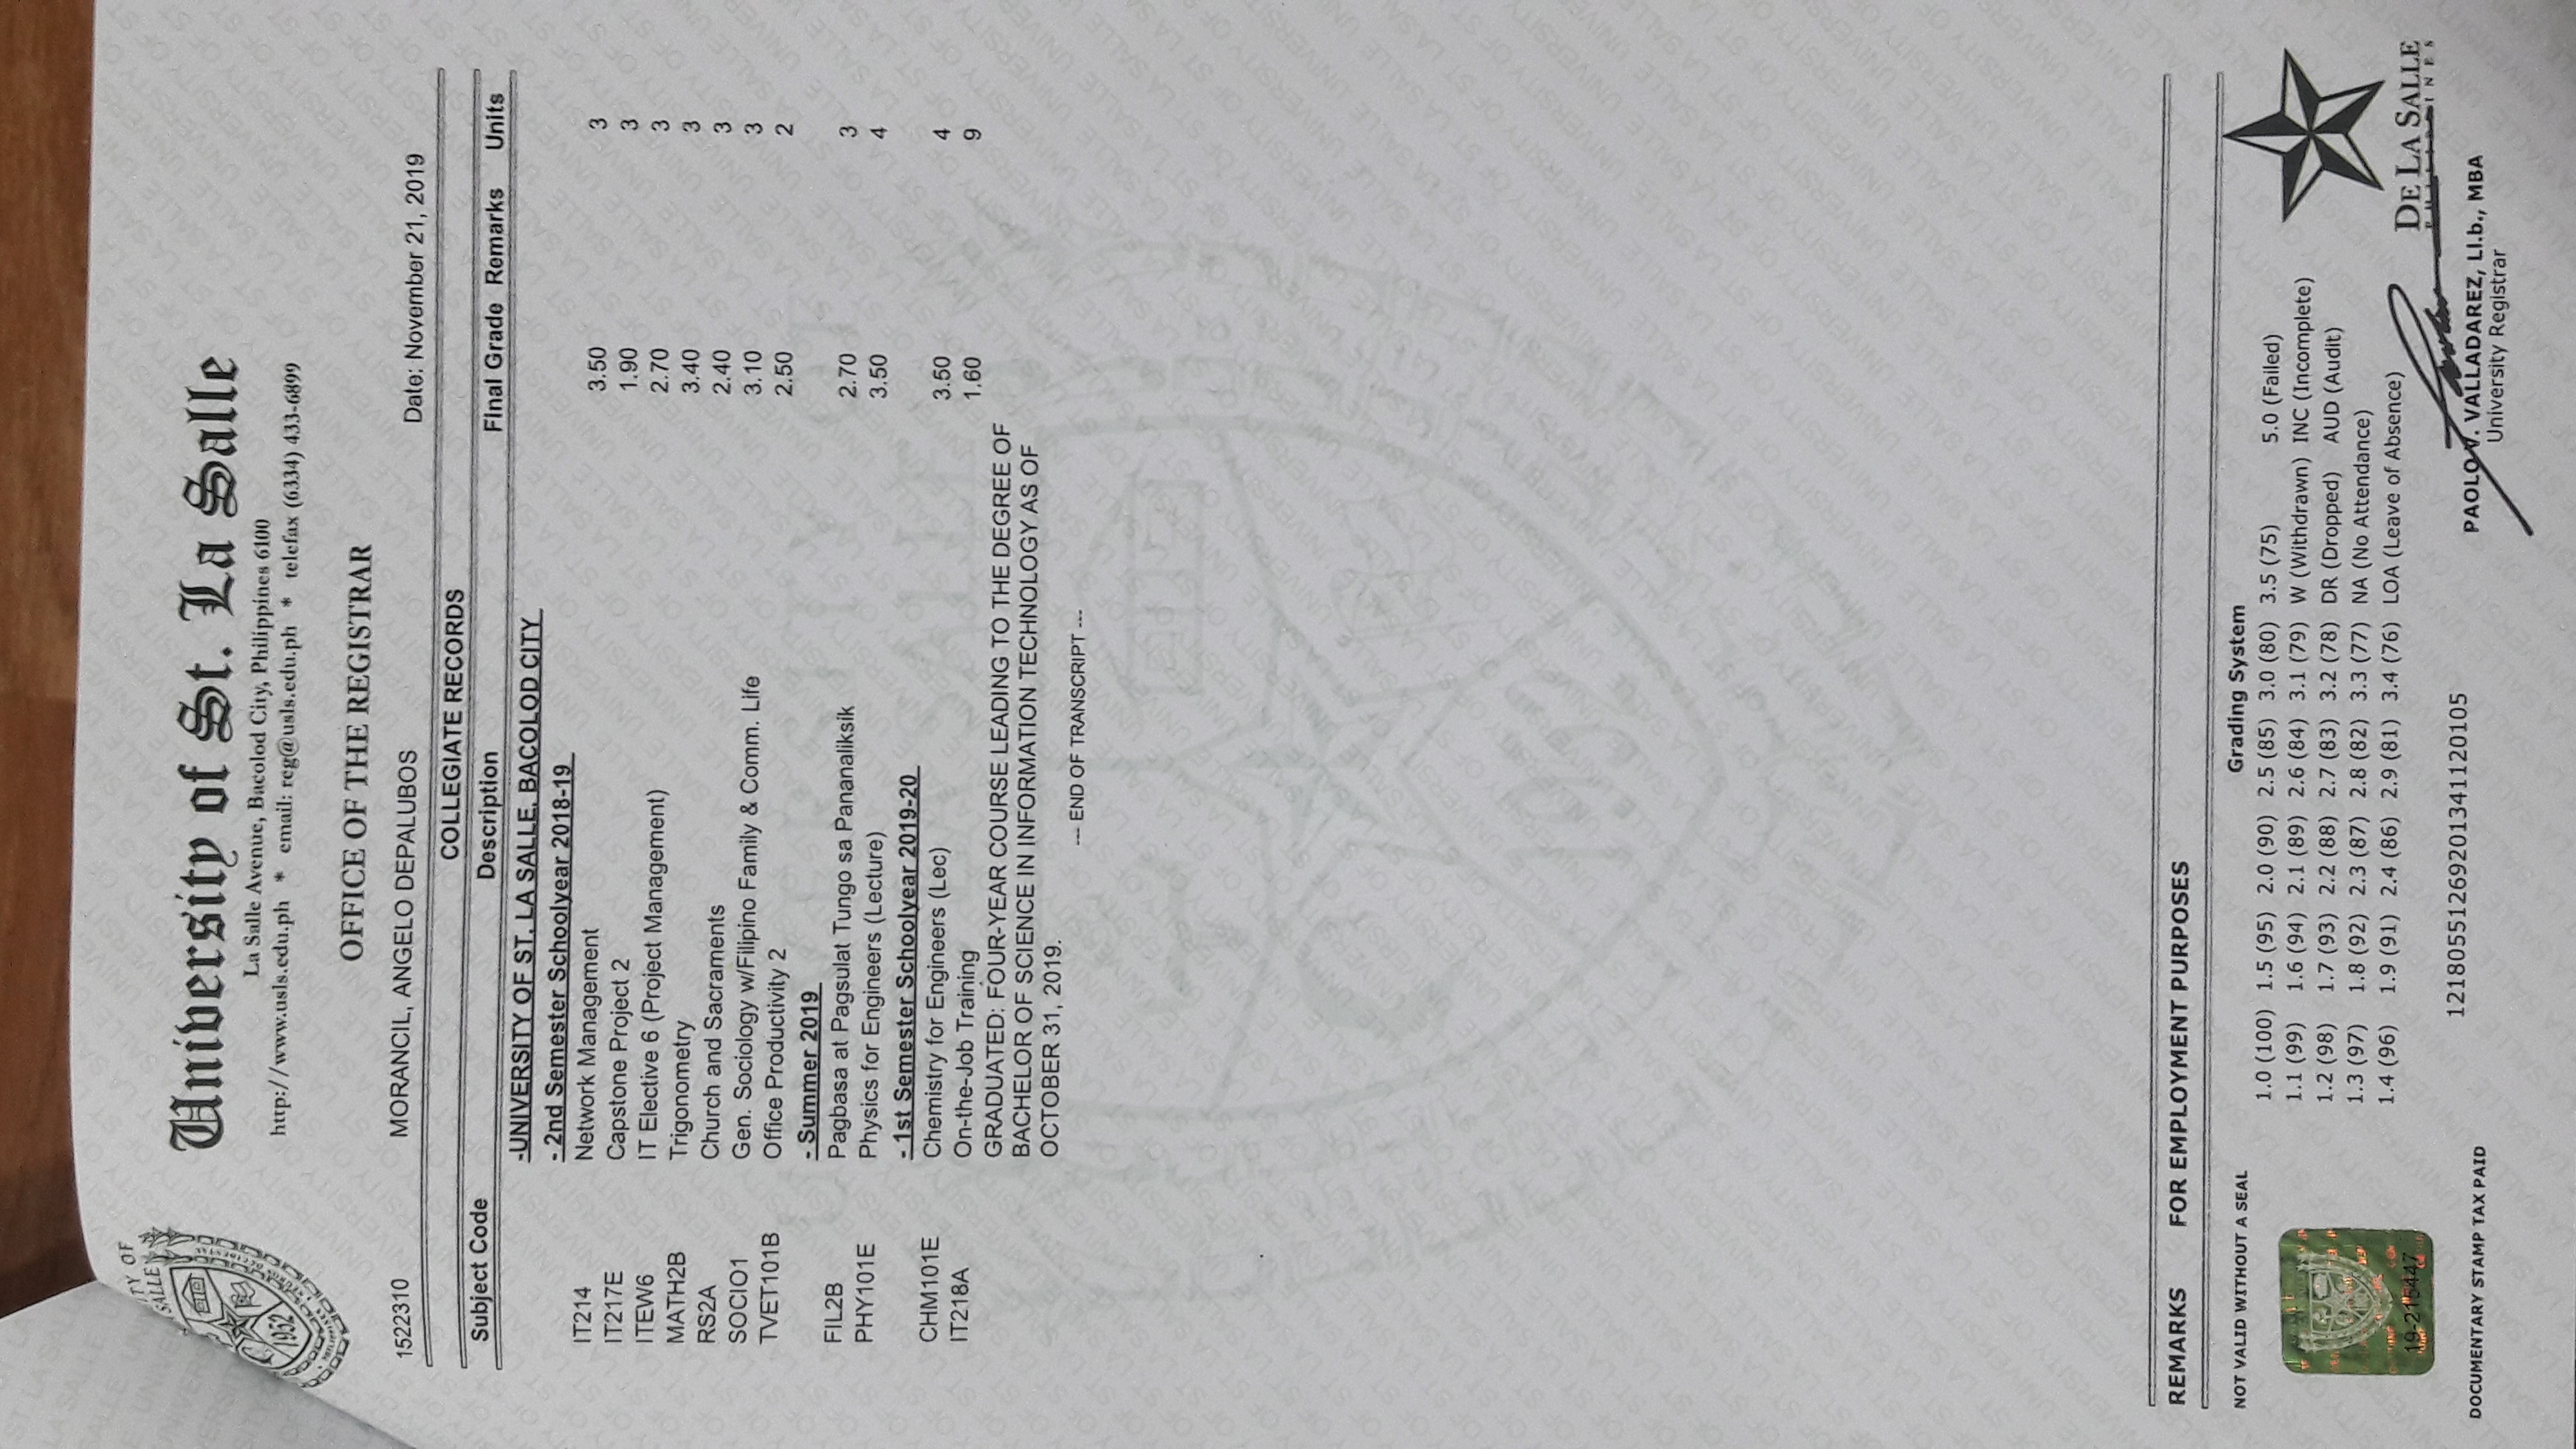 TY OF
SALLE
1952
University of St. La Salle
La Salle Avenue, Bacolod City, Philippines 6100
http://www.usls.edu.ph * email: reg@usls.edu.ph * telefax (6334) 433-6899
OFFICE OF THE REGISTRAR
1522310 MORANCIL, ANGELO DEPALUBOS Date: November 21, 2019
COLLEGIATE RECORDS
Subject Code Description Final Grade Remarks Units
-UNIVERSITY OF ST. LA SALLE, BACOLOD CITY
- 2nd Semester Schoolyear 2018-19
IT214 Network Management 3.50 3
IT217E Capstone Project 2 1.90 3
ITEW6 IT Elective 6 (Project Management) 2.70 3
MATH2B Trigonometry 3.40 3
RS2A Church and Sacraments 2.40 3
SOCIO1 Gen. Sociology w/Filipino Family & Comm. Life 3.10 3
TVET101B Office Productivity 2 2.50 2
- Summer 2019
FIL2B Pagbasa at Pagsulat Tungo sa Pananaliksik 2.70 3
PHY101E Physics for Engineers (Lecture) 3.50 4
- 1st Semester Schoolyear 2019-20
CHM101E Chemistry for Engineers (Lec) 3.50 4
IT218A On-the-Job Training 1.60 9
GRADUATED: FOUR-YEAR COURSE LEADING TO THE DEGREE OF
BACHELOR OF SCIENCE IN INFORMATION TECHNOLOGY AS OF
OCTOBER 31, 2019.
--- END OF TRANSCRIPT ---
REMARKS FOR EMPLOYMENT PURPOSES
NOT VALID WITHOUT A SEAL
Grading System
1.0 (100) 1.5 (95) 2.0 (90) 2.5 (85) 3.0 (80) 3.5 (75) 5.0 (Failed)
1.1 (99) 1.6 (94) 2.1 (89) 2.6 (84) 3.1 (79) W (Withdrawn) INC (Incomplete)
1.2 (98) 1.7 (93) 2.2 (88) 2.7 (83) 3.2 (78) DR (Dropped) AUD (Audit)
1.3 (97) 1.8 (92) 2.3 (87) 2.8 (82) 3.3 (77) NA (No Attendance)
1.4 (96) 1.9 (91) 2.4 (86) 2.9 (81) 3.4 (76) LOA (Leave of Absence)
19-215447
DE LA SALLE
PHILIPPINES
12180551269201341120105
DOCUMENTARY STAMP TAX PAID
PAOLO V. VALLADAREZ, Ll.b., MBA
University Registrar